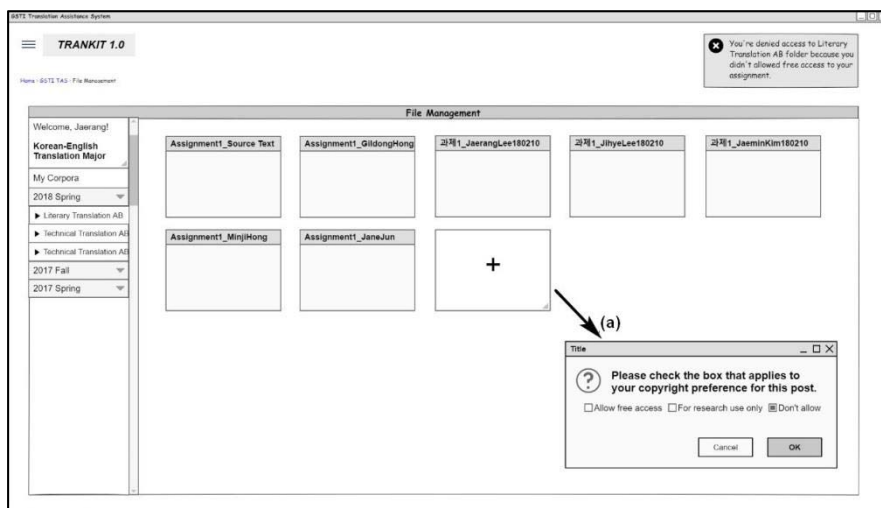 GSTI Translation Assistance System
TRANKIT 1.0
You're denied access to Literary
Translation AB folder because you
didn't allowed free access to your
assignment.
Home - GSTI TAS - File Management
File Management
Welcome, Jaerang!
Korean-English
Translation Major
My Corpora
2018 Spring
Literary Translation AB
Technical Translation AB
Technical Translation AB
2017 Fall
2017 Spring
Assignment1_Source Text
Assignment1_GildongHong
과제1_JaerangLee180210
과제1_JihyeLee180210
과제1_JaeminKim180210
Assignment1_MinjiHong
Assignment1_JaneJun
+
(a)
Title
Please check the box that applies to
your copyright preference for this post.
Allow free access For research use only Don't allow
Cancel OK